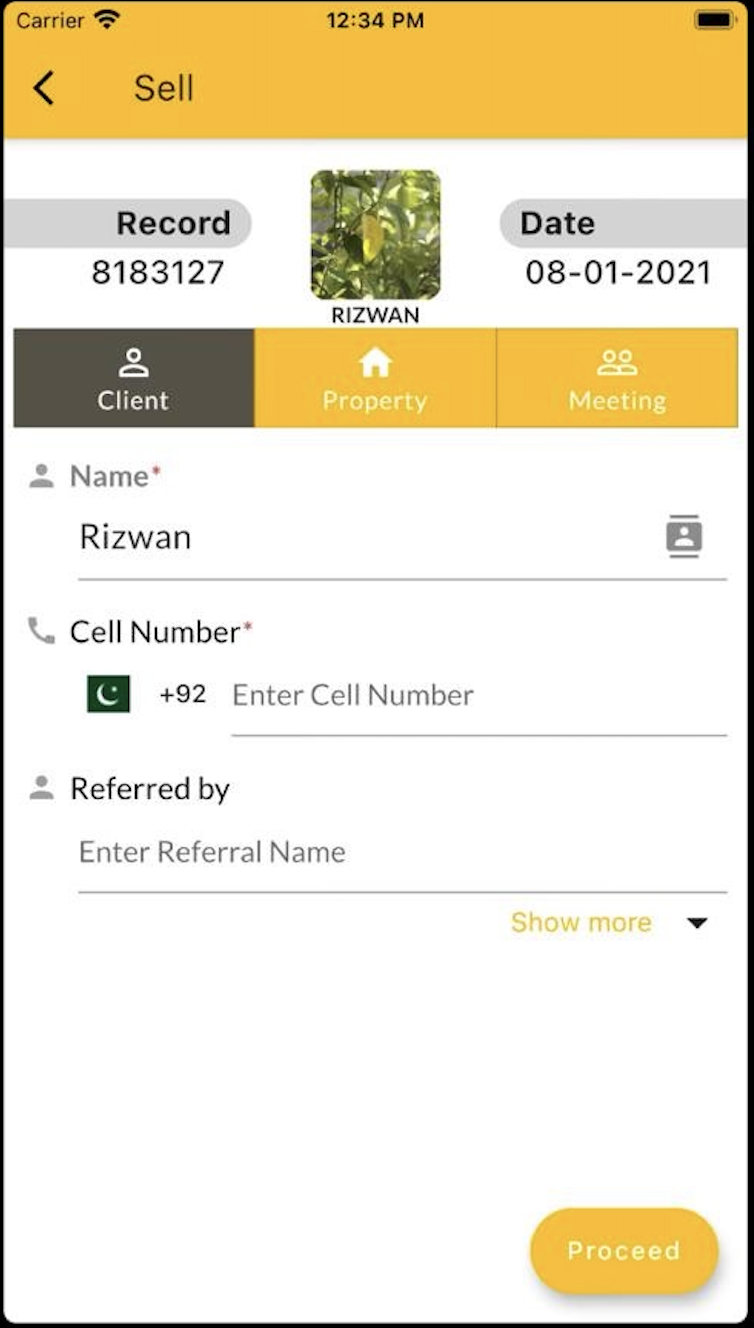 Carrier 12:34 PM
Sell
Record
8183127
Date
08-01-2021
RIZWAN
Client Property Meeting
Name*
Rizwan
Cell Number*
+92 Enter Cell Number
Referred by
Enter Referral Name
Show more
Proceed